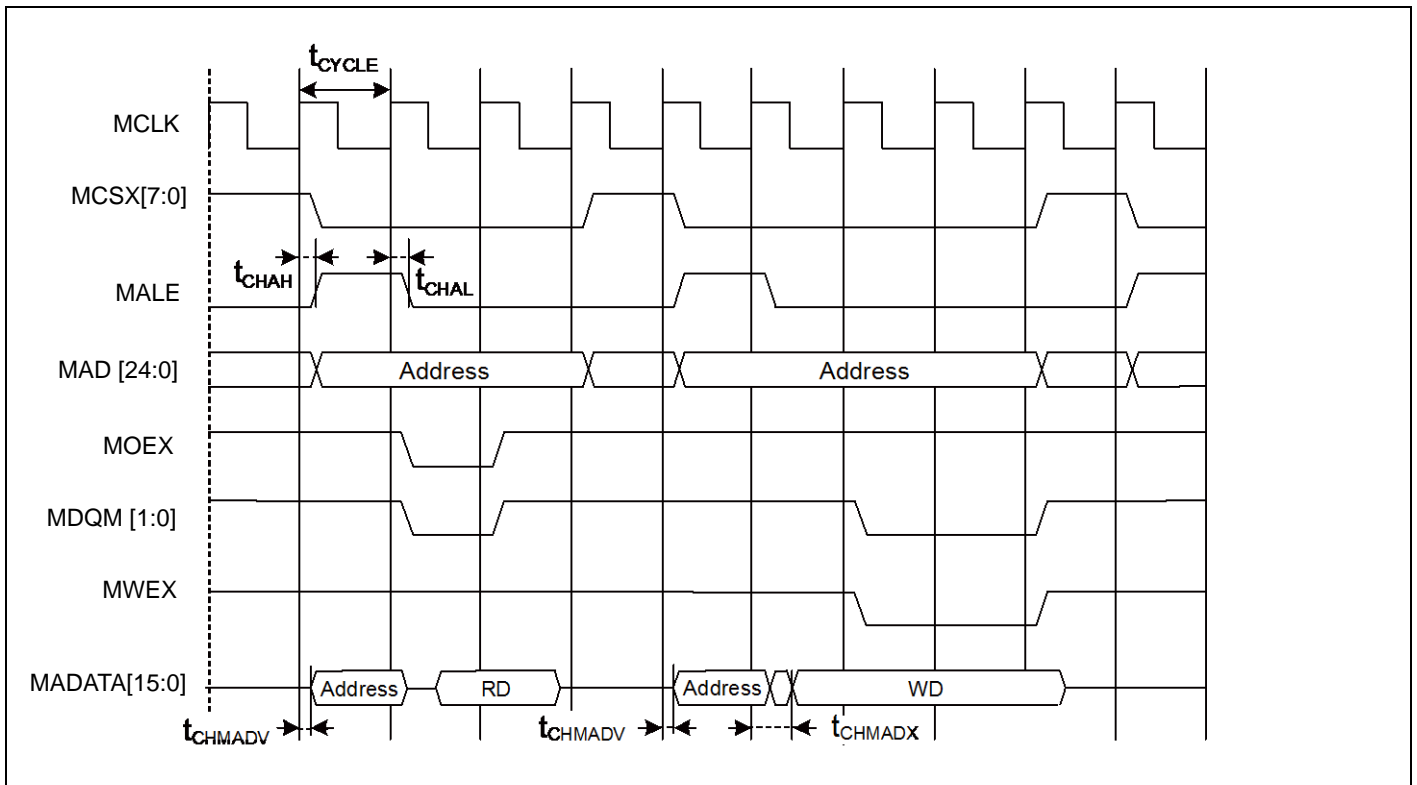 tCYCLE
MCLK
MCSX[7:0]
tCHAH
tCHAL
MALE
MAD [24:0]
Address
Address
MOEX
MDQM [1:0]
MWEX
MADATA[15:0]
Address
RD
Address
WD
tCHMADV
tCHMADV
tCHMADX